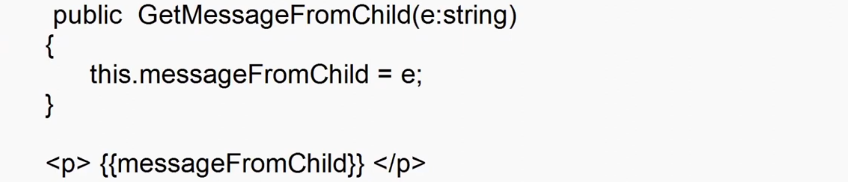 public  GetMessageFromChild(e:string)
{
this.messageFromChild = e;
}
<p> {{messageFromChild}} </p>